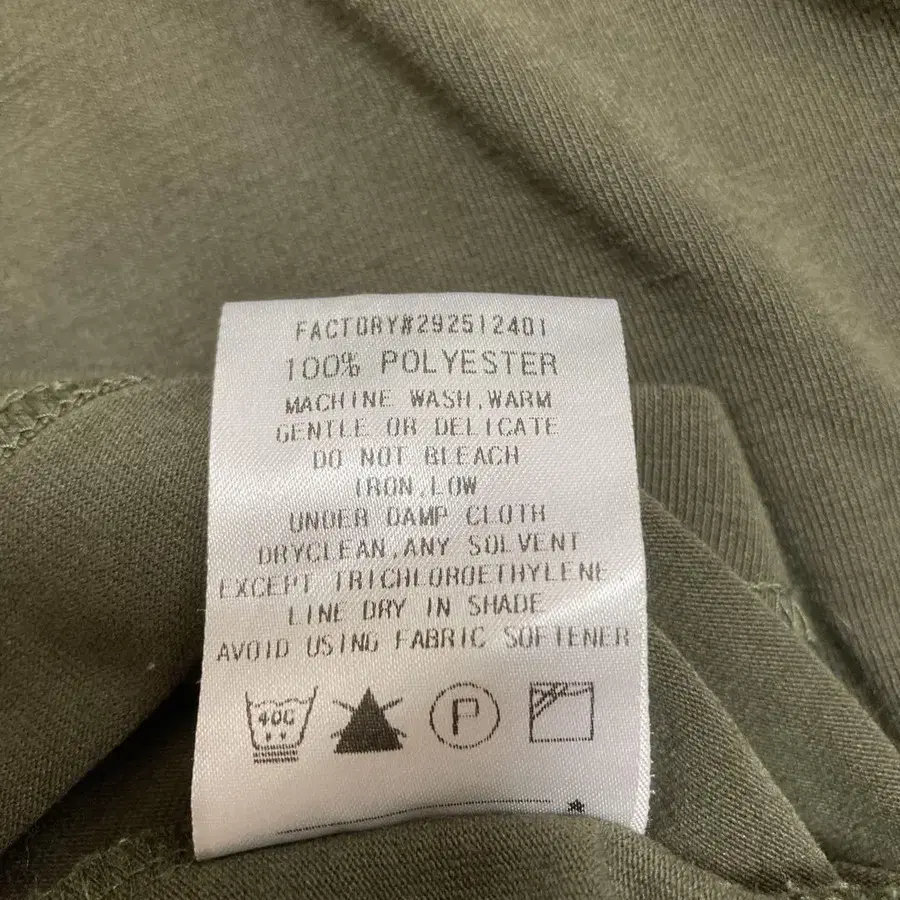 FACTORY#292512401
100% POLYESTER
MACHINE WASH,WARM
GENTLE OR DELICATE
DO NOT BLEACH
IRON,LOW
UNDER DAMP CLOTH
DRYCLEAN,ANY SOLVENT
EXCEPT TRICHLOROETHYLENE.
LINE DRY IN SHADE
AVOID USING FABRIC SOFTENER
40C P